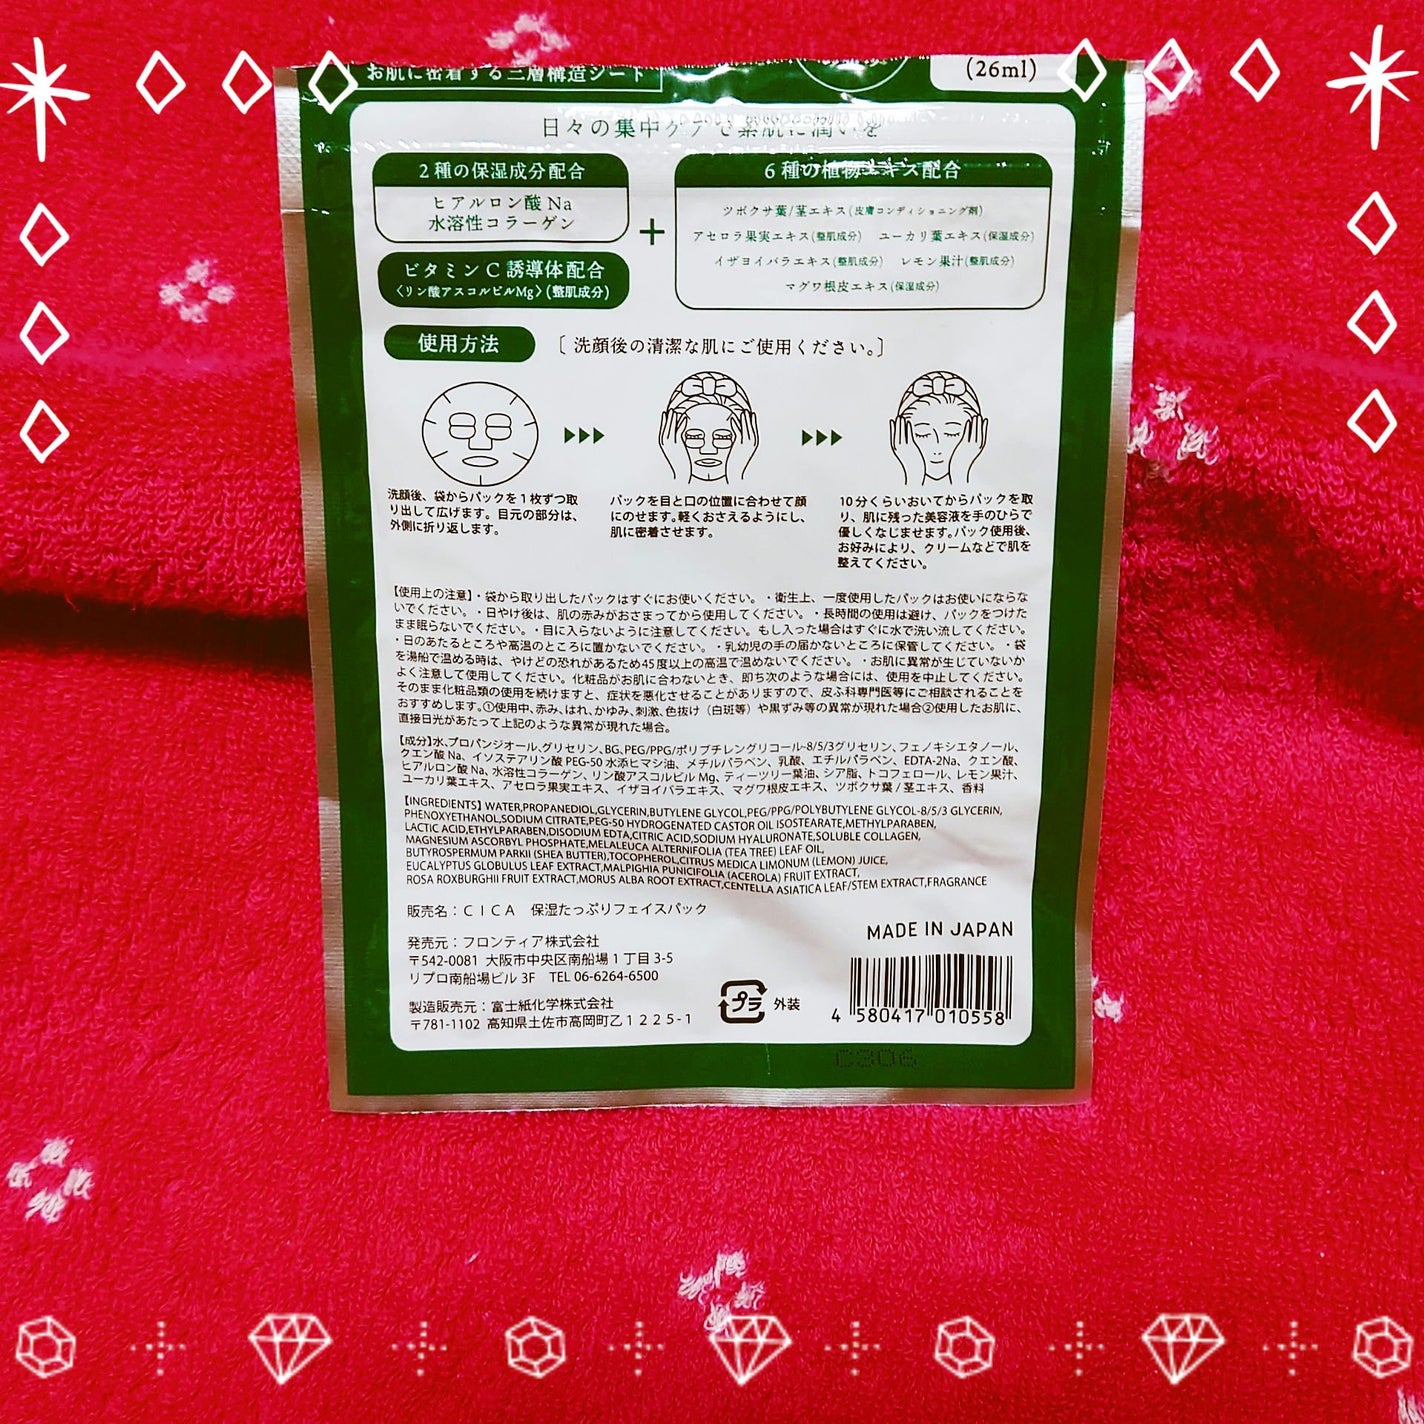 お肌に密着する三層構造シート
(26ml)
日々の集中ケアで素肌に潤いを
2種の保湿成分配合
ヒアルロン酸 Na
水溶性コラーゲン
ビタミンC誘導体配合
〈リン酸アスコルビルMg〉(整肌成分)
+
6種の植物エキス配合
ツボクサ葉/茎エキス(皮膚コンディショニング剤)
アセロラ果実エキス(整肌成分) ユーカリ葉エキス(保湿成分)
イザヨイバラエキス(整肌成分) レモン果汁(整肌成分)
マグワ根皮エキス(保湿成分)
使用方法
[洗顔後の清潔な肌にご使用ください。]
洗顔後、袋からパックを1枚ずつ取
り出して広げます。目元の部分は、
外側に折り返します。
パックを目と口の位置に合わせて顔
にのせます。軽くおさえるようにし、
肌に密着させます。
10分くらいおいてからパックを取
り、肌に残った美容液を手のひらで
優しくなじませます。パック使用後、
お好みにより、クリームなどで肌を
整えてください。
【使用上の注意】・袋から取り出したパックはすぐにお使いください。・衛生上、一度使用したパックはお使いにならな
いでください。・日やけ後は、肌の赤みがおさまってから使用してください。・長時間の使用は避け、パックをつけた
まま眠らないでください。・目に入らないように注意してください。もし入った場合はすぐに水で洗い流してください。
・日のあたるところや高温のところに置かないでください。・乳幼児の手の届かないところに保管してください。・袋
を湯船で温める時は、やけどの恐れがあるため45度以上の高温で温めないでください。・お肌に異常が生じていないか
よく注意して使用してください。化粧品がお肌に合わないとき、即ち次のような場合には、使用を中止してください。
そのまま化粧品類の使用を続けますと、症状を悪化させることがありますので、皮ふ科専門医等にご相談されることを
おすすめします。①使用中、赤み、はれ、かゆみ、刺激、色抜け(白斑等)や黒ずみ等の異常が現れた場合②使用したお肌に、
直接日光があたって上記のような異常が現れた場合。
【成分】水、プロパンジオール、グリセリン、BG、PEG/PPG/ポリブチレングリコール-8/5/3グリセリン、フェノキシエタノール、
クエン酸 Na、イソステアリン酸 PEG-50 水添ヒマシ油、メチルパラベン、乳酸、エチルパラベン、EDTA-2Na、クエン酸、
ヒアルロン酸 Na、水溶性コラーゲン、リン酸アスコルビル Mg、ティーツリー葉油、シア脂、トコフェロール、レモン果汁、
ユーカリ葉エキス、アセロラ果実エキス、イザヨイバラエキス、マグワ根皮エキス、ツボクサ葉/茎エキス、香料
【INGREDIENTS】WATER,PROPANEDIOL,GLYCERIN,BUTYLENE GLYCOL,PEG/PPG/POLYBUTYLENE GLYCOL-8/5/3 GLYCERIN,
PHENOXYETHANOL,SODIUM CITRATE,PEG-50 HYDROGENATED CASTOR OIL ISOSTEARATE,METHYLPARABEN,
LACTIC ACID,ETHYLPARABEN,DISODIUM EDTA,CITRIC ACID,SODIUM HYALURONATE,SOLUBLE COLLAGEN,
MAGNESIUM ASCORBYL PHOSPHATE,MELALEUCA ALTERNIFOLIA (TEA TREE) LEAF OIL,
BUTYROSPERMUM PARKII (SHEA BUTTER),TOCOPHEROL,CITRUS MEDICA LIMONUM (LEMON) JUICE,
EUCALYPTUS GLOBULUS LEAF EXTRACT,MALPIGHIA PUNICIFOLIA (ACEROLA) FRUIT EXTRACT,
ROSA ROXBURGHII FRUIT EXTRACT,MORUS ALBA ROOT EXTRACT,CENTELLA ASIATICA LEAF/STEM EXTRACT,FRAGRANCE
販売名:CICA 保湿たっぷりフェイスパック
発売元:フロンティア株式会社
〒542-0081 大阪市中央区南船場1丁目3-5
リプロ南船場ビル 3F TEL 06-6264-6500
製造販売元:富士紙化学株式会社
〒781-1102 高知県土佐市高岡町乙1225-1
プラ 外装
MADE IN JAPAN
4 580417 010558
C306